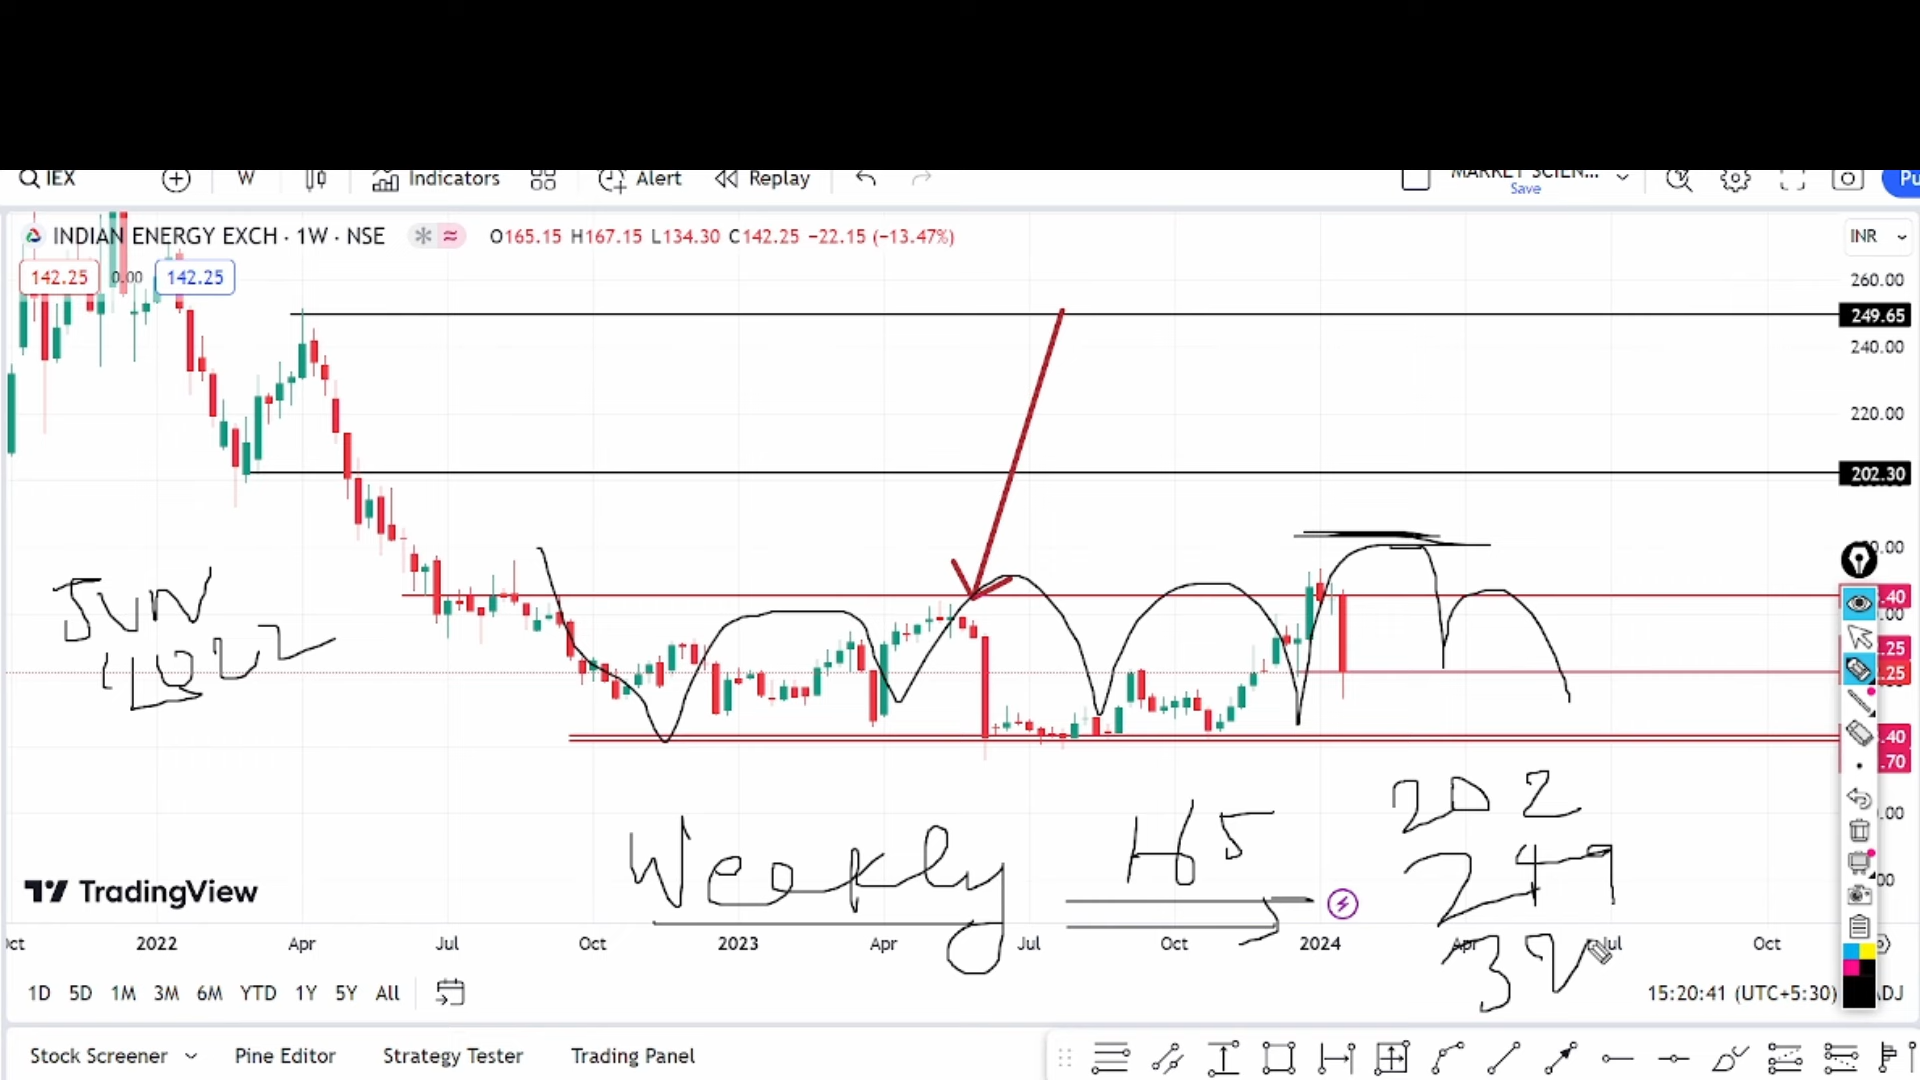 IEX W Indicators Alert Replay Save
INDIAN ENERGY EXCH · 1W · NSE O165.15 H167.15 L134.30 C142.25 −22.15 (−13.47%) INR
142.25 0.00 142.25
260.00
249.65
240.00
220.00
202.30
JUN
2022
Weekly
H5
202
249
TradingView
2022 Apr Jul Oct 2023 Apr Jul Oct 2024 Apr Jul Oct
1D 5D 1M 3M 6M YTD 1Y 5Y All 15:20:41 (UTC+5:30) ADJ
Stock Screener Pine Editor Strategy Tester Trading Panel